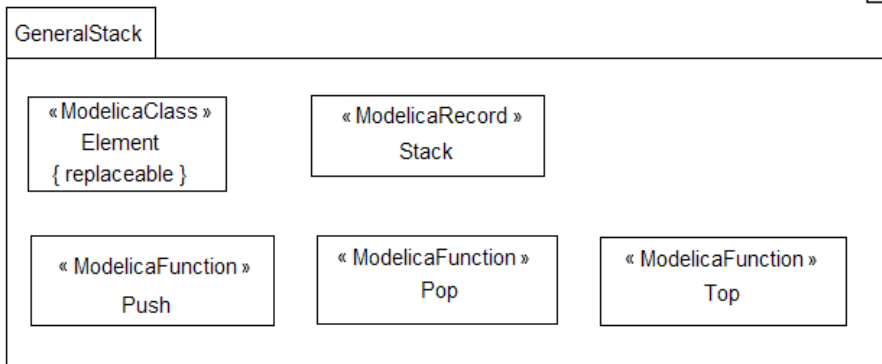 GeneralStack
«ModelicaClass»
Element
{ replaceable }
« ModelicaRecord »
Stack
« ModelicaFunction »
Push
« ModelicaFunction »
Pop
« ModelicaFunction »
Top